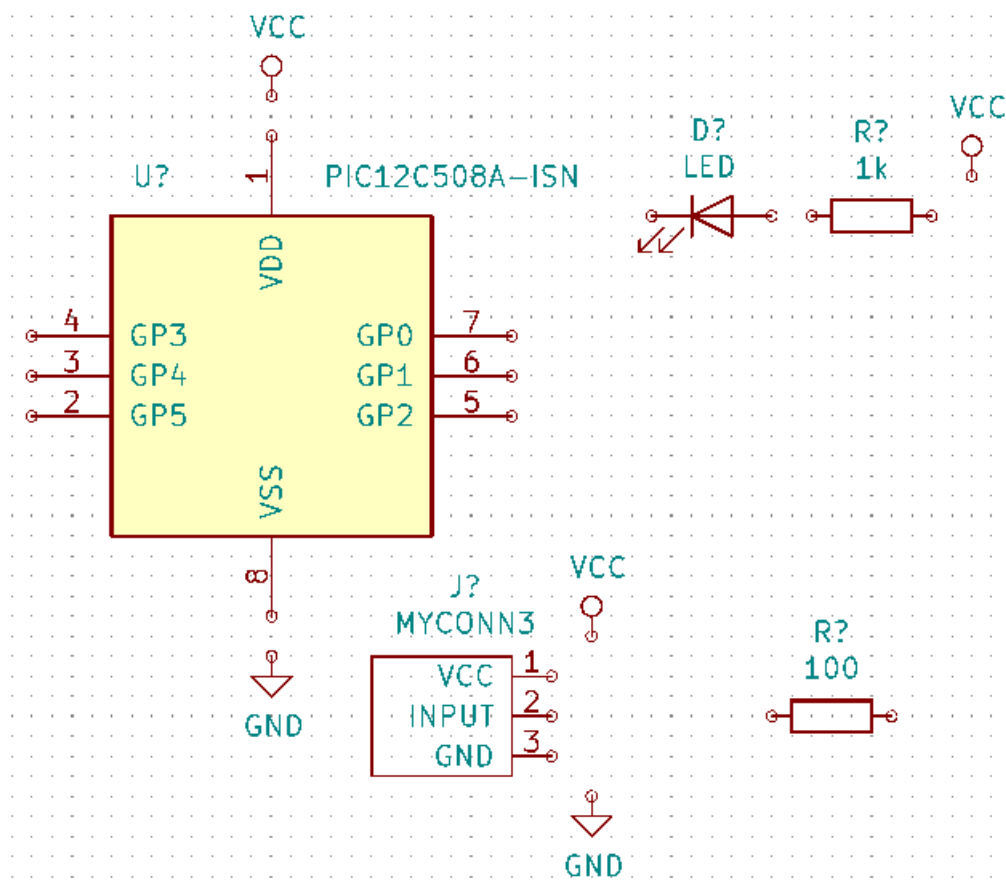 VCC
U?
PIC12C508A-ISN
1
VDD
4
GP3
3
GP4
2
GP5
GP0
7
GP1
6
GP2
5
VSS
8
GND
D?
LED
R?
1k
VCC
J?
MYCONN3
VCC
VCC 1
INPUT 2
GND 3
GND
R?
100